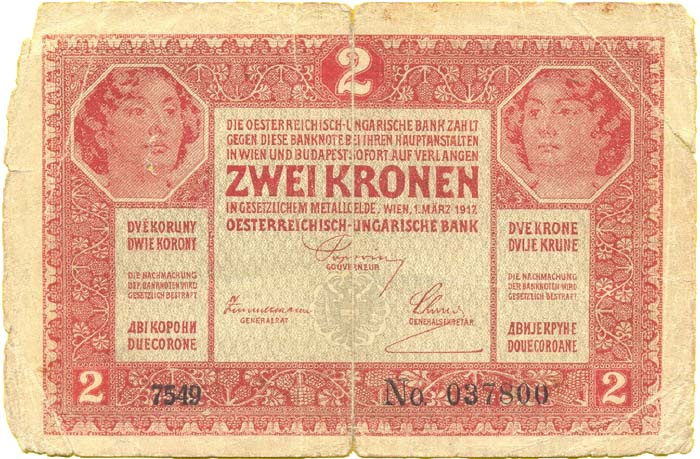 2
DIE OESTERREICHISCH-UNGARISCHE BANK ZAHLT
GEGEN DIESE BANKNOTE BEI IHREN HAUPTANSTALTEN
IN WIEN UND BUDAPEST SOFORT AUF VERLANGEN
ZWEI KRONEN
IN GESETZLICHEM METALLGELDE. WIEN, 1. MÄRZ 1917.
OESTERREICHISCH-UNGARISCHE BANK
GOUVERNEUR
GENERALRAT
GENERALSEKRETÄR
DVĚ KORUNY
DWIE KORONY
DIE NACHMACHUNG
DER BANKNOTEN WIRD
GESETZLICH BESTRAFT
ДВІ КОРОНИ
DUE CORONE
DVE KRONE
DVIJE KRUNE
DIE NACHMACHUNG
DER BANKNOTEN WIRD
GESETZLICH BESTRAFT
ДВИЈЕ КРУНЕ
DOUE COROANE
2
7549
No 037800
2